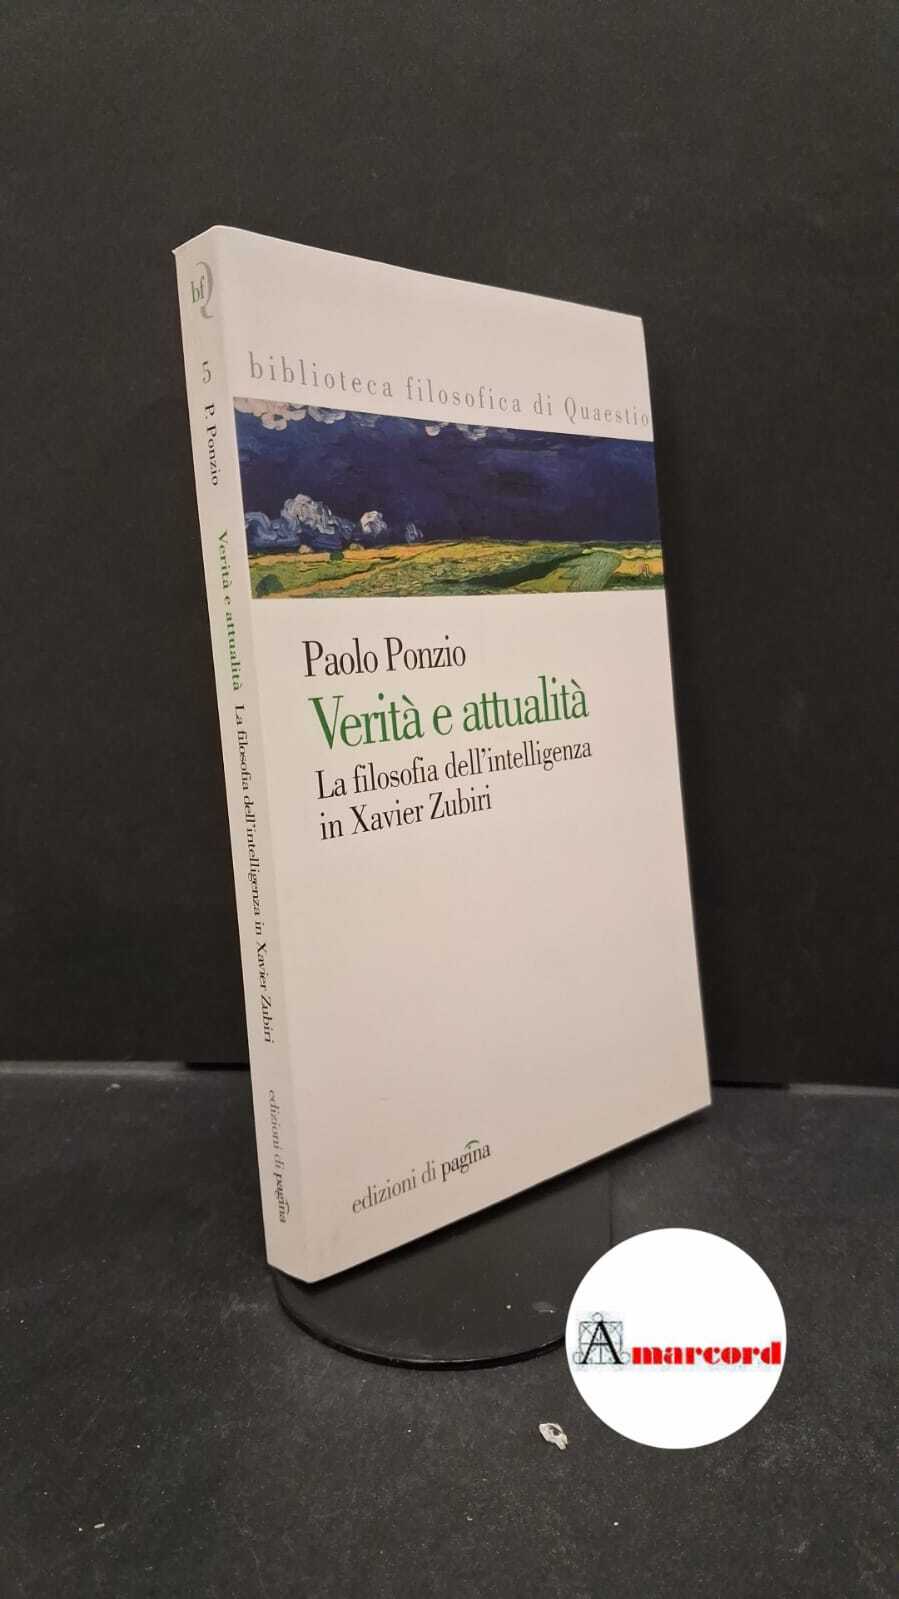 biblioteca filosofica di Quaestio
Paolo Ponzio
Verità e attualità
La filosofia dell'intelligenza
in Xavier Zubiri
edizioni di pagina
bfQ
5
P. Ponzio
Verità e attualità La filosofia dell'intelligenza in Xavier Zubiri
edizioni di pagina
Amarcord